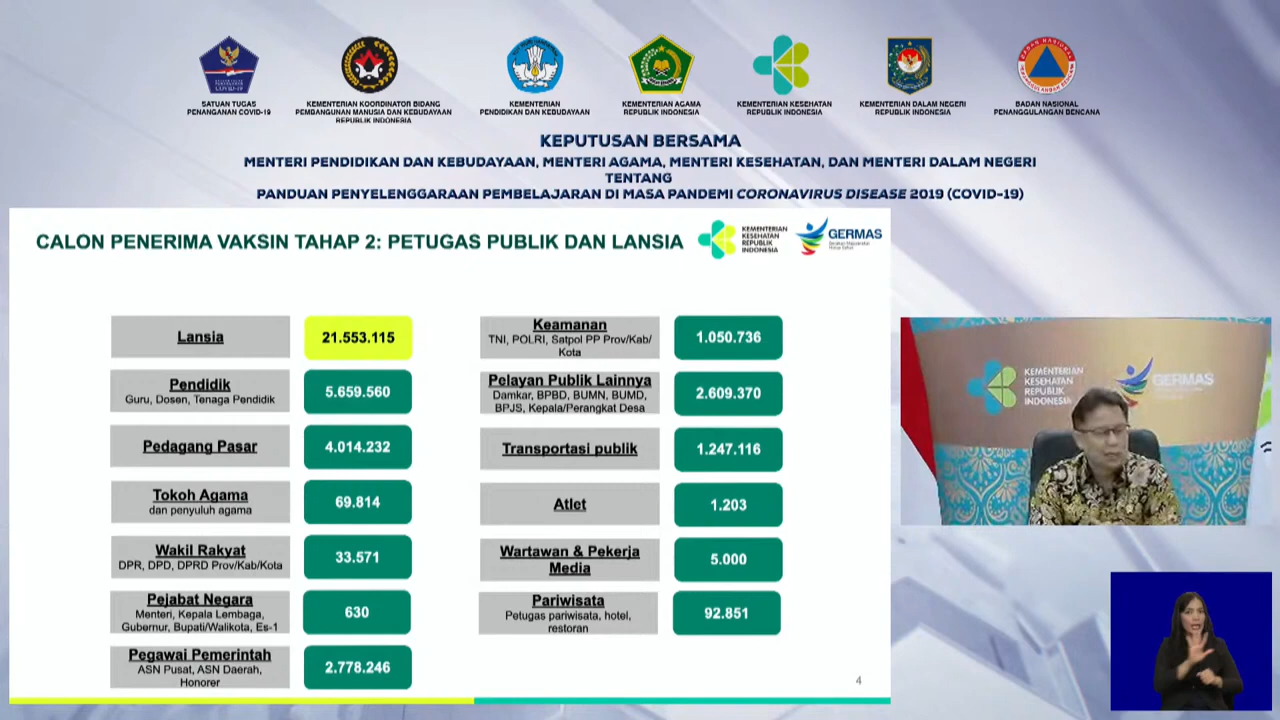 SATUAN TUGAS
PENANGANAN COVID-19
KEMENTERIAN KOORDINATOR BIDANG
PEMBANGUNAN MANUSIA DAN KEBUDAYAAN
REPUBLIK INDONESIA
KEMENTERIAN
PENDIDIKAN DAN KEBUDAYAAN
KEMENTERIAN AGAMA
REPUBLIK INDONESIA
KEMENTERIAN KESEHATAN
REPUBLIK INDONESIA
KEMENTERIAN DALAM NEGERI
REPUBLIK INDONESIA
BADAN NASIONAL
PENANGGULANGAN BENCANA
KEPUTUSAN BERSAMA
MENTERI PENDIDIKAN DAN KEBUDAYAAN, MENTERI AGAMA, MENTERI KESEHATAN, DAN MENTERI DALAM NEGERI
TENTANG
PANDUAN PENYELENGGARAAN PEMBELAJARAN DI MASA PANDEMI CORONAVIRUS DISEASE 2019 (COVID-19)
CALON PENERIMA VAKSIN TAHAP 2: PETUGAS PUBLIK DAN LANSIA
KEMENTERIAN
KESEHATAN
REPUBLIK
INDONESIA
GERMAS
Lansia
21.553.115
Pendidik
Guru, Dosen, Tenaga Pendidik
5.659.560
Pedagang Pasar
4.014.232
Tokoh Agama
dan penyuluh agama
69.814
Wakil Rakyat
DPR, DPD, DPRD Prov/Kab/Kota
33.571
Pejabat Negara
Menteri, Kepala Lembaga,
Gubernur, Bupati/Walikota, Es-1
630
Pegawai Pemerintah
ASN Pusat, ASN Daerah,
Honorer
2.778.246
Keamanan
TNI, POLRI, Satpol PP Prov/Kab/
Kota
1.050.736
Pelayan Publik Lainnya
Damkar, BPBD, BUMN, BUMD,
BPJS, Kepala/Perangkat Desa
2.609.370
Transportasi publik
1.247.116
Atlet
1.203
Wartawan & Pekerja
Media
5.000
Pariwisata
Petugas pariwisata, hotel,
restoran
92.851
4
KEMENTERIAN
KESEHATAN
REPUBLIK
INDONESIA
GERMAS